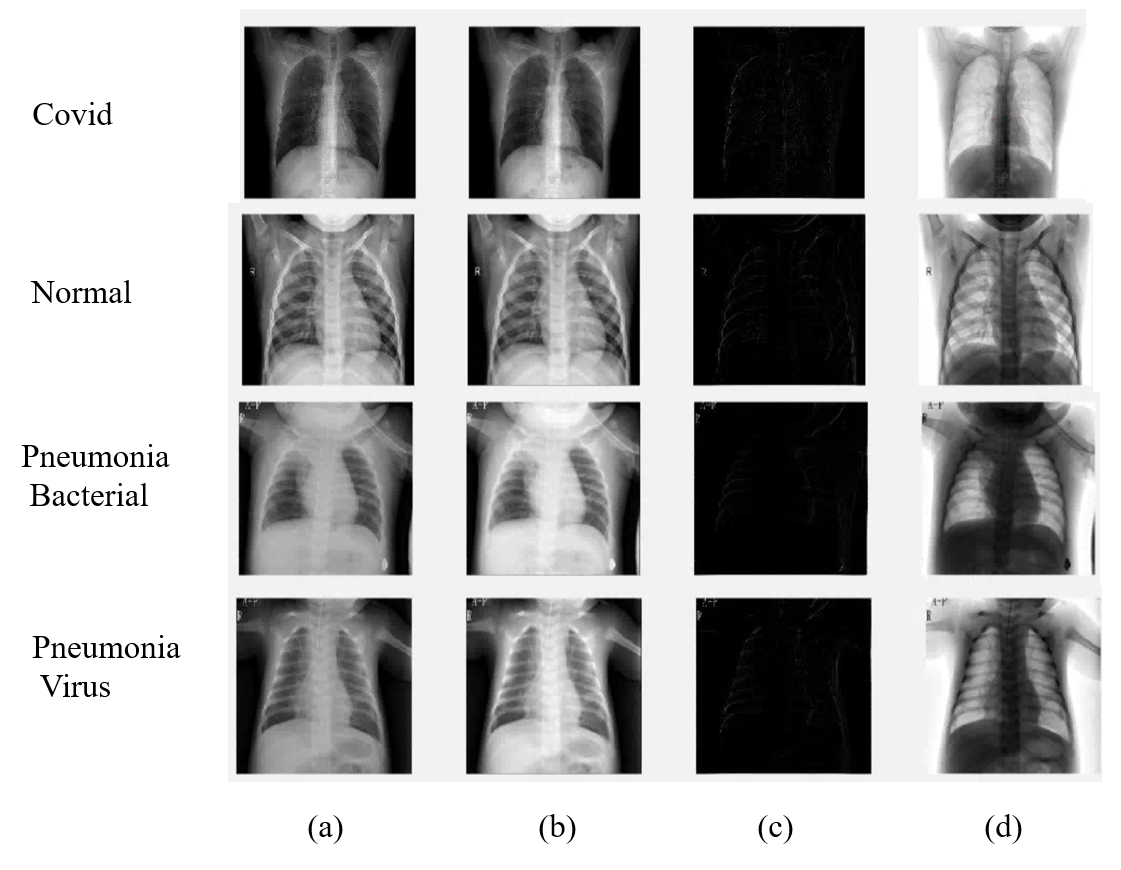 Covid
Normal
R
R
R
Pneumonia
Bacterial
A-P
R
A-P
R
A-P
R
A-P
R
Pneumonia
Virus
A-P
R
A-P
R
A-P
R
A-P
R
(a) (b) (c) (d)